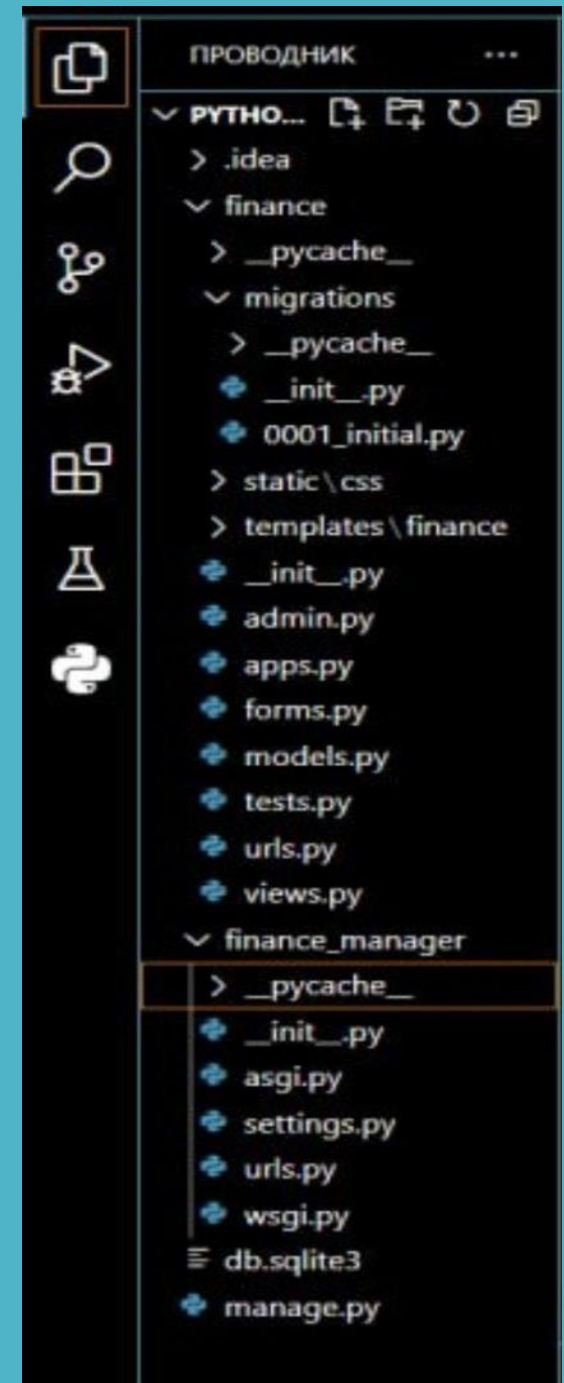 ПРОВОДНИК ...
PYTHO...
.idea
finance
__pycache__
migrations
__pycache__
__init__.py
0001_initial.py
static\css
templates\finance
__init__.py
admin.py
apps.py
forms.py
models.py
tests.py
urls.py
views.py
finance_manager
__pycache__
__init__.py
asgi.py
settings.py
urls.py
wsgi.py
db.sqlite3
manage.py